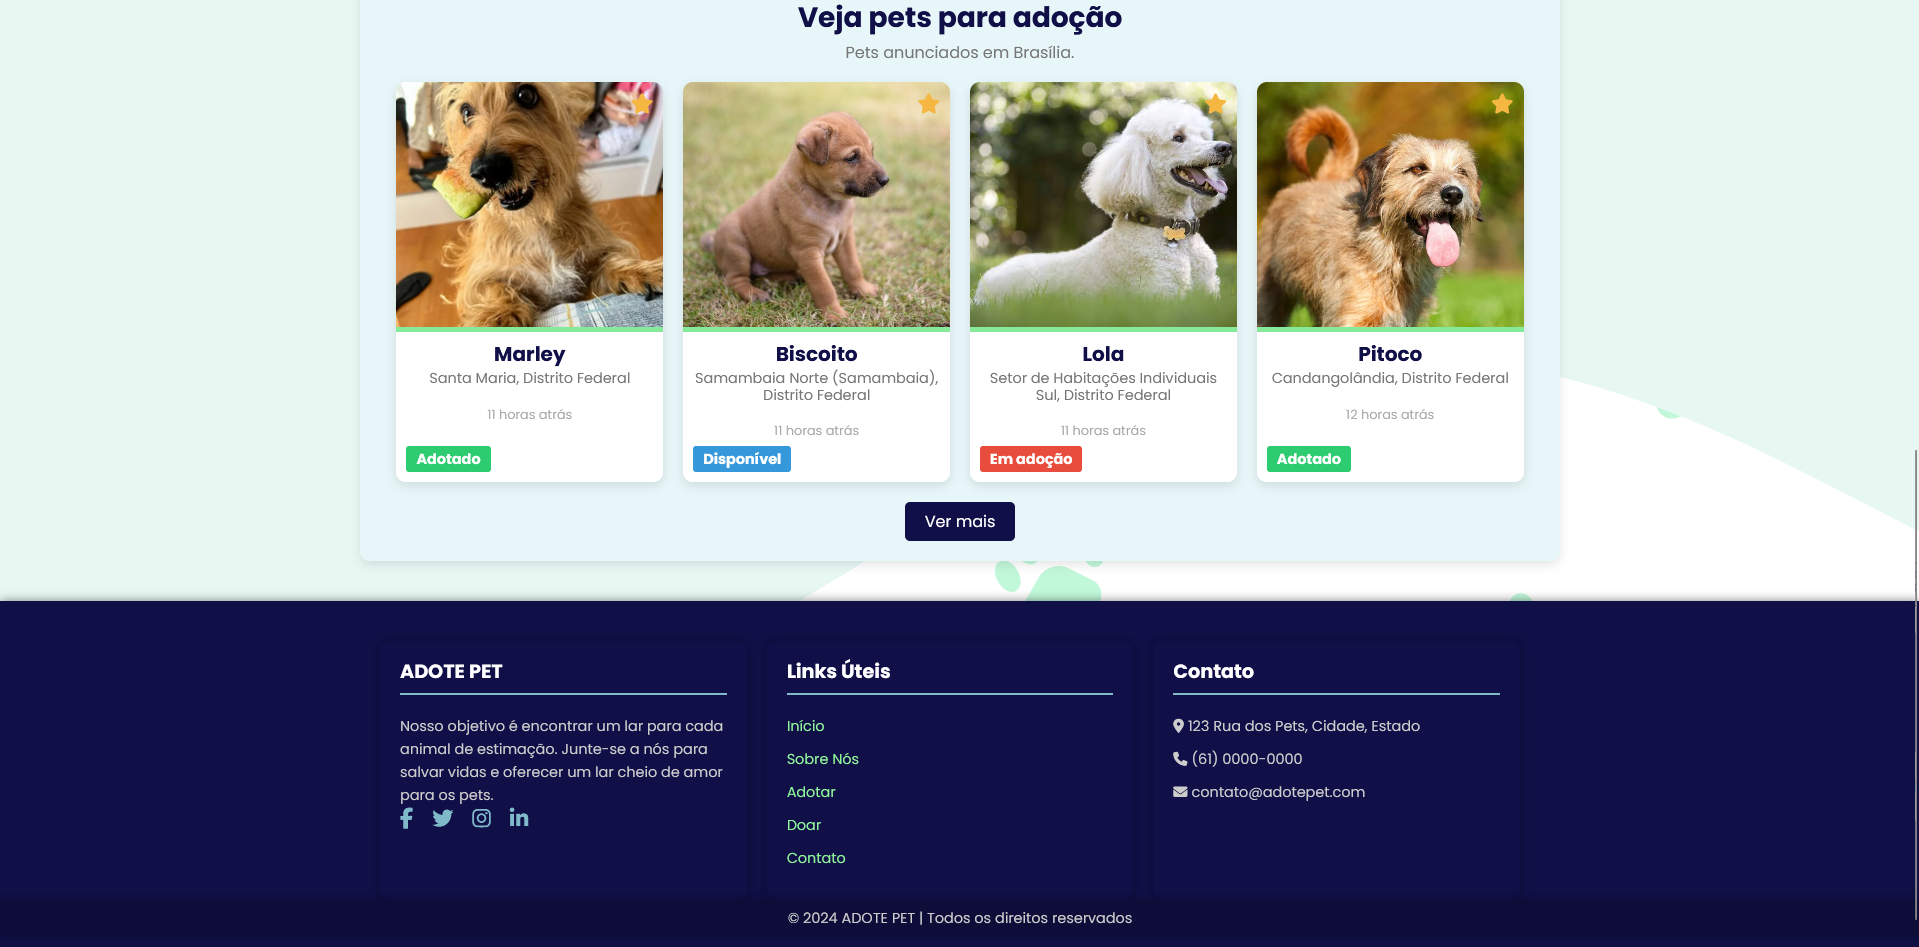 Veja pets para adoção
Pets anunciados em Brasília.
Marley
Santa Maria, Distrito Federal
11 horas atrás
Adotado
Biscoito
Samambaia Norte (Samambaia),
Distrito Federal
11 horas atrás
Disponível
Lola
Setor de Habitações Individuais
Sul, Distrito Federal
11 horas atrás
Em adoção
Pitoco
Candangolândia, Distrito Federal
12 horas atrás
Adotado
Ver mais
ADOTE PET
Nosso objetivo é encontrar um lar para cada
animal de estimação. Junte-se a nós para
salvar vidas e oferecer um lar cheio de amor
para os pets.
Links Úteis
Início
Sobre Nós
Adotar
Doar
Contato
Contato
123 Rua dos Pets, Cidade, Estado
(61) 0000-0000
contato@adotepet.com
© 2024 ADOTE PET | Todos os direitos reservados